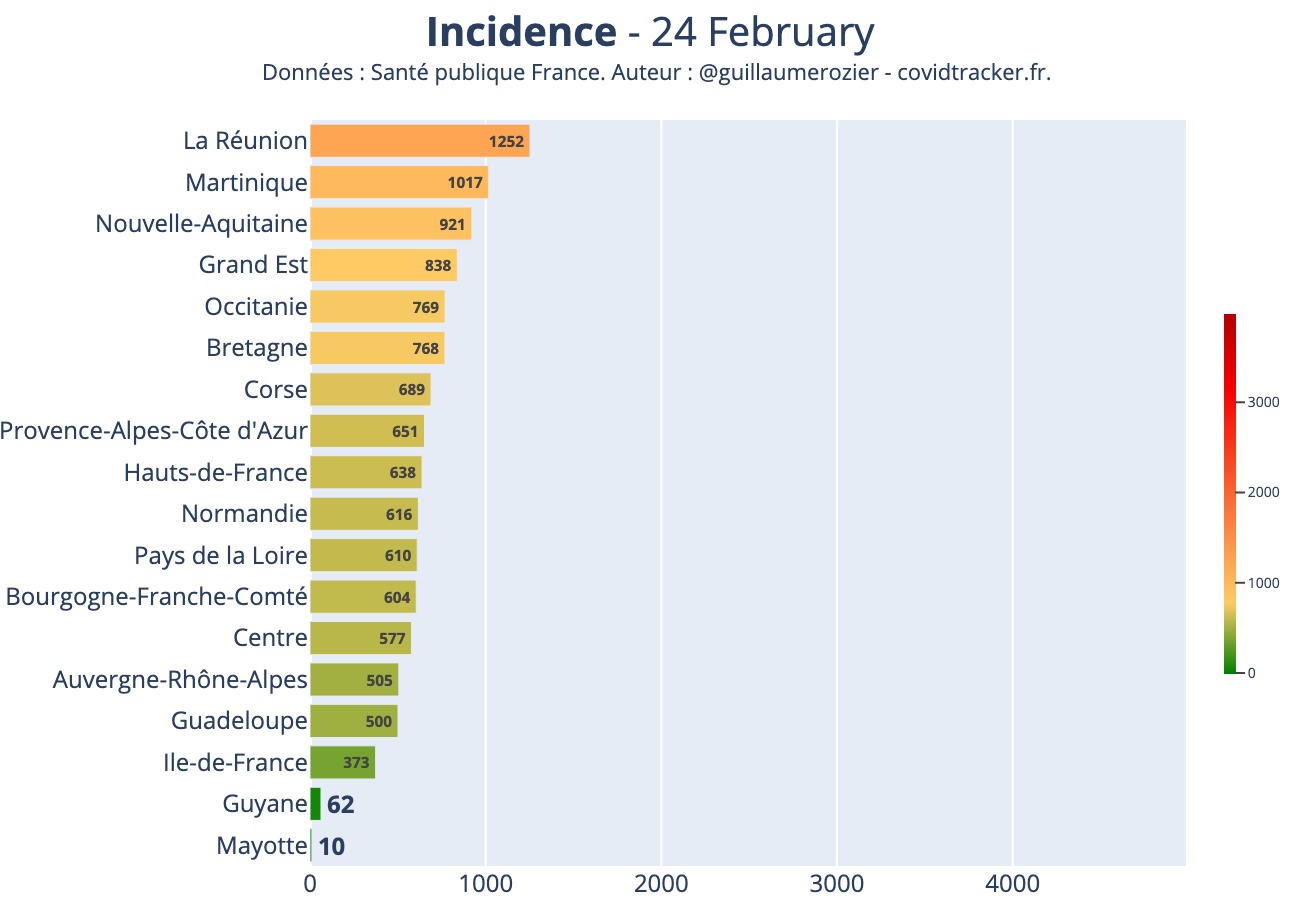 Incidence - 24 February
Données : Santé publique France. Auteur : @guillaumerozier - covidtracker.fr.
La Réunion 1252
Martinique 1017
Nouvelle-Aquitaine 921
Grand Est 838
Occitanie 769
Bretagne 768
Corse 689
Provence-Alpes-Côte d'Azur 651
Hauts-de-France 638
Normandie 616
Pays de la Loire 610
Bourgogne-Franche-Comté 604
Centre 577
Auvergne-Rhône-Alpes 505
Guadeloupe 500
Ile-de-France 373
Guyane 62
Mayotte 10
0 1000 2000 3000 4000
3000
2000
1000
0